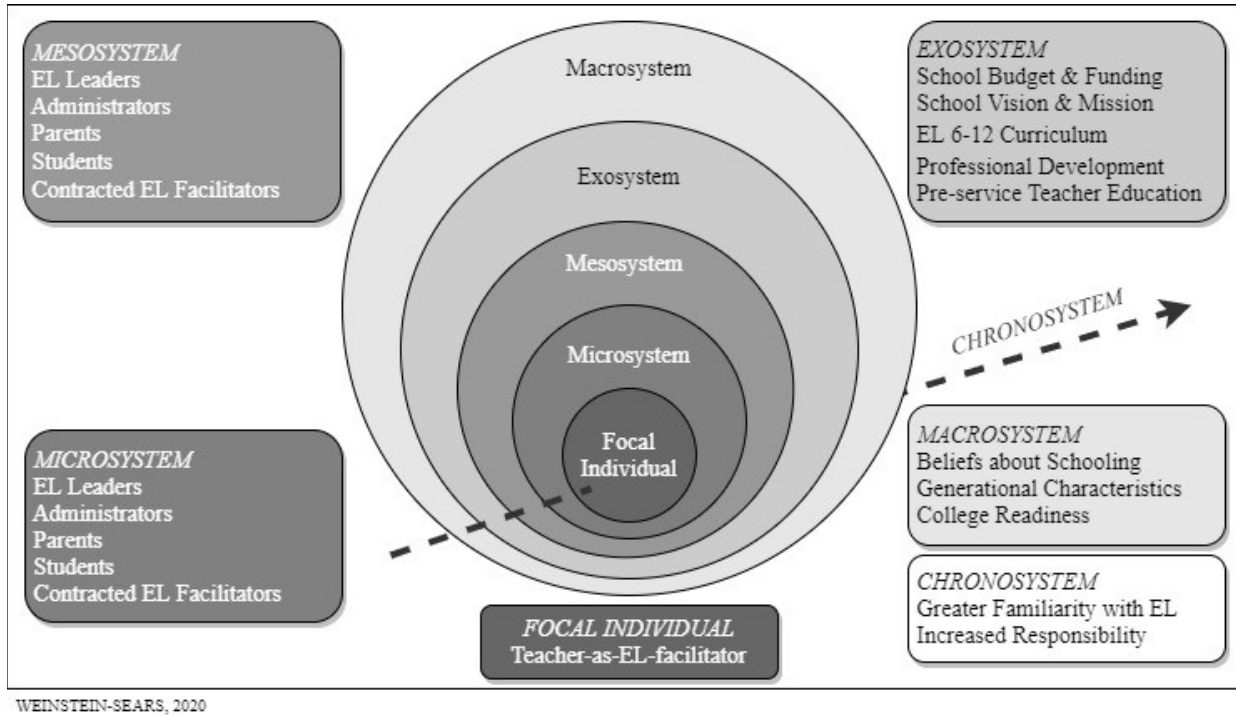 MESOSYSTEM
EL Leaders
Administrators
Parents
Students
Contracted EL Facilitators
Macrosystem
Exosystem
Mesosystem
Microsystem
Focal
Individual
EXOSYSTEM
School Budget & Funding
School Vision & Mission
EL 6-12 Curriculum
Professional Development
Pre-service Teacher Education
CHRONOSYSTEM
MICROSYSTEM
EL Leaders
Administrators
Parents
Students
Contracted EL Facilitators
MACROSYSTEM
Beliefs about Schooling
Generational Characteristics
College Readiness
CHRONOSYSTEM
Greater Familiarity with EL
Increased Responsibility
FOCAL INDIVIDUAL
Teacher-as-EL-facilitator
WEINSTEIN-SEARS, 2020